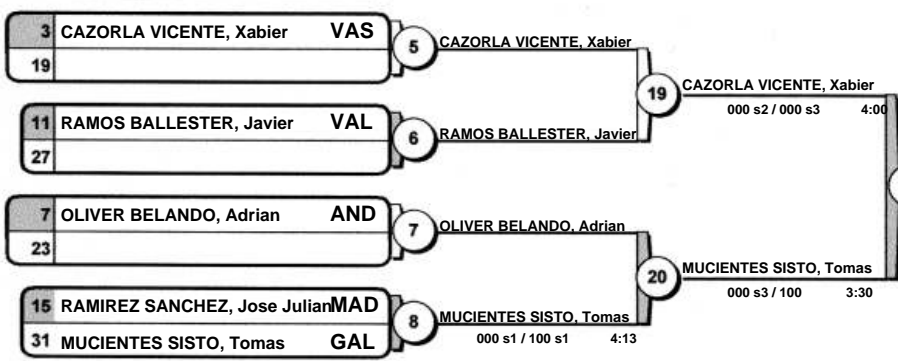 3 CAZORLA VICENTE, Xabier VAS
19
5
CAZORLA VICENTE, Xabier
11 RAMOS BALLESTER, Javier VAL
27
6
RAMOS BALLESTER, Javier
19
CAZORLA VICENTE, Xabier
000 s2 / 000 s3 4:00
7 OLIVER BELANDO, Adrian AND
23
7
OLIVER BELANDO, Adrian
15 RAMIREZ SANCHEZ, Jose Julian MAD
31 MUCIENTES SISTO, Tomas GAL
8
MUCIENTES SISTO, Tomas
000 s1 / 100 s1 4:13
20
MUCIENTES SISTO, Tomas
000 s3 / 100 3:30